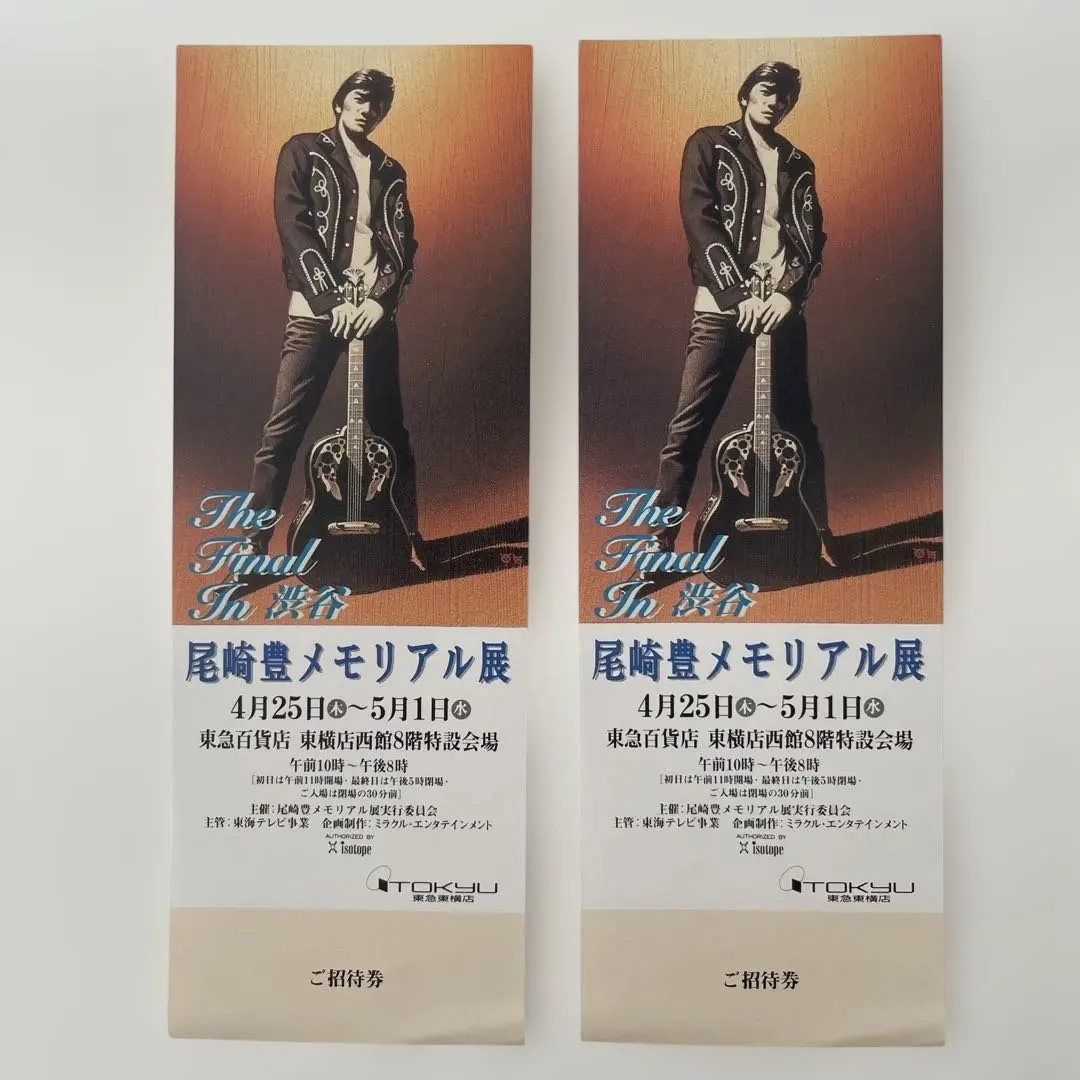 The
Final
In 渋谷
尾崎豊メモリアル展
4月25日木～5月1日水
東急百貨店 東横店西館8階特設会場
午前10時～午後8時
[初日は午前11時開場・最終日は午後5時閉場・
ご入場は閉場の30分前]
主催：尾崎豊メモリアル展実行委員会
主管：東海テレビ事業 企画制作：ミラクル・エンタテインメント
AUTHORIZED BY
isotope
TOKYU
東急東横店
ご招待券
The
Final
In 渋谷
尾崎豊メモリアル展
4月25日木～5月1日水
東急百貨店 東横店西館8階特設会場
午前10時～午後8時
[初日は午前11時開場・最終日は午後5時閉場・
ご入場は閉場の30分前]
主催：尾崎豊メモリアル展実行委員会
主管：東海テレビ事業 企画制作：ミラクル・エンタテインメント
AUTHORIZED BY
isotope
TOKYU
東急東横店
ご招待券